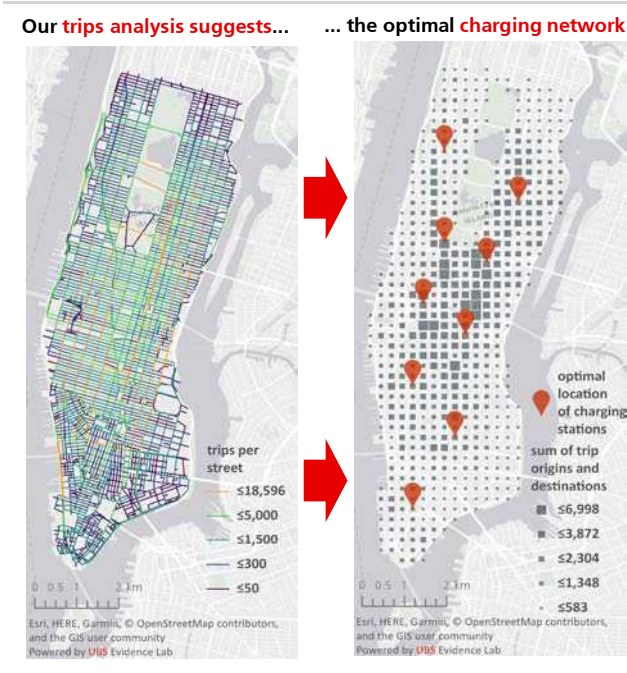 Our trips analysis suggests...
... the optimal charging network
trips per
street
≤18,596
≤5,000
≤1,500
≤300
≤50
0 0.5 1 2 km
Esri, HERE, Garmin, © OpenStreetMap contributors,
and the GIS user community
Powered by UBS Evidence Lab
optimal
location
of charging
stations
sum of trip
origins and
destinations
≤6,998
≤3,872
≤2,304
≤1,348
≤583
0 0.5 1 2 km
Esri, HERE, Garmin, © OpenStreetMap contributors,
and the GIS user community
Powered by UBS Evidence Lab